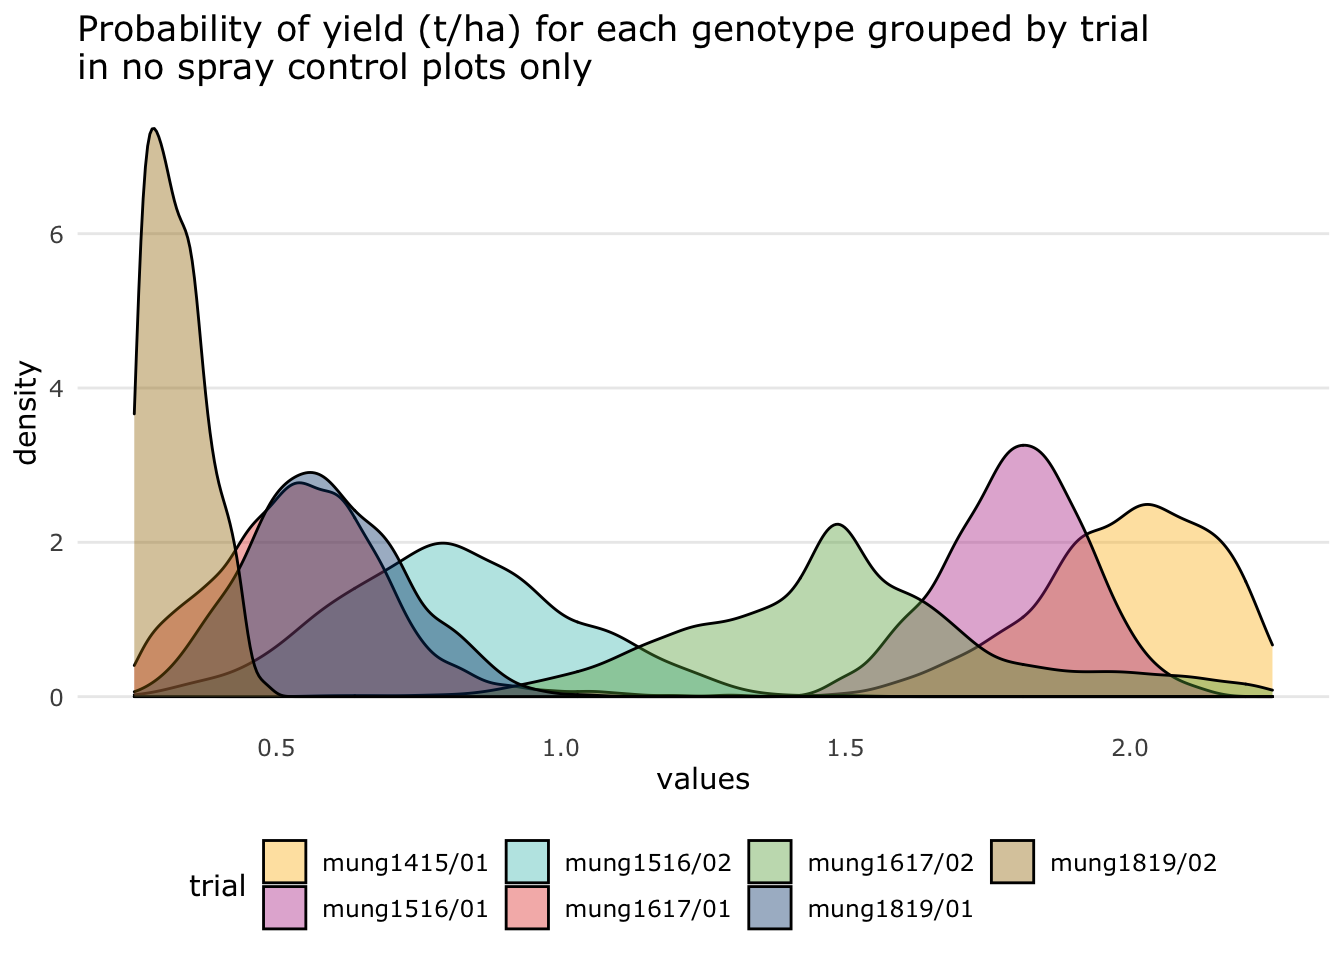 Probability of yield (t/ha) for each genotype grouped by trial
in no spray control plots only
density
6
4
2
0
0.5 1.0 1.5 2.0
values
trial
mung1415/01 mung1516/02 mung1617/02 mung1819/02
mung1516/01 mung1617/01 mung1819/01